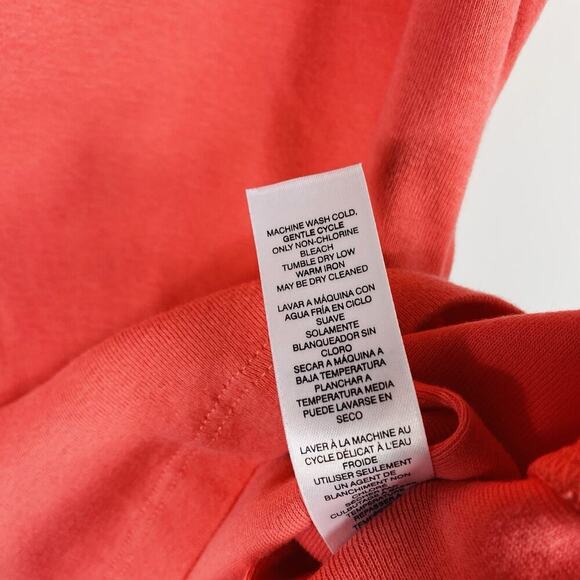 MACHINE WASH COLD,
GENTLE CYCLE
ONLY NON-CHLORINE
BLEACH
TUMBLE DRY LOW
WARM IRON
MAY BE DRY CLEANED
LAVAR A MÁQUINA CON
AGUA FRÍA EN CICLO
SUAVE
SOLAMENTE
BLANQUEADOR SIN
CLORO
SECAR A MÁQUINA A
BAJA TEMPERATURA
PLANCHAR A
TEMPERATURA MEDIA
PUEDE LAVARSE EN
SECO
LAVER À LA MACHINE AU
CYCLE DÉLICAT À L'EAU
FROIDE
UTILISER SEULEMENT
UN AGENT DE
BLANCHIMENT NON
CHLORÉ